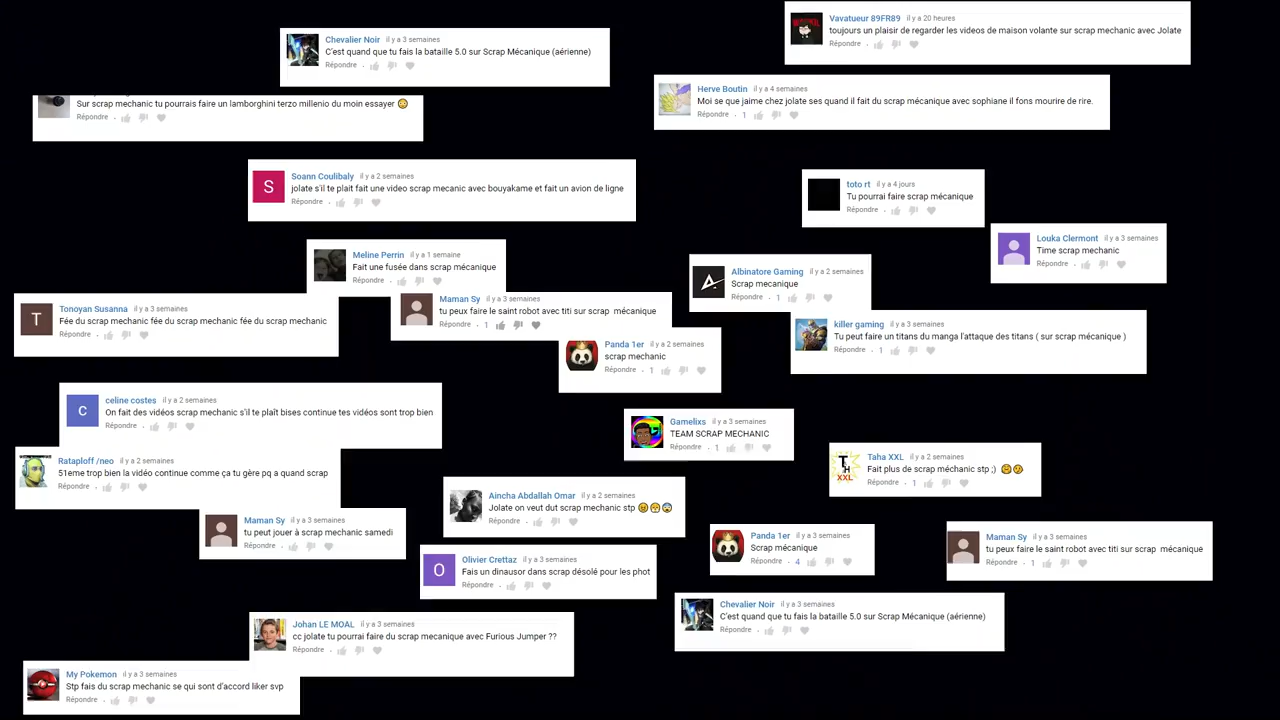 Vavatueur 89FR89 il y a 20 heures
toujours un plaisir de regarder les videos de maison volante sur scrap mechanic avec Jolate
Répondre
Chevalier Noir il y a 3 semaines
C'est quand que tu fais la bataille 5.0 sur Scrap Mécanique (aérienne)
Répondre
Sur scrap mechanic tu pourrais faire un lamborghini terzo millenio du moin essayer 😳
Répondre
Herve Boutin il y a 4 semaines
Moi se que jaime chez jolate ses quand il fait du scrap mécanique avec sophiane il fons mourire de rire.
Répondre 1
Soann Coulibaly il y a 2 semaines
jolate s'il te plait fait une video scrap mecanic avec bouyakame et fait un avion de ligne
Répondre
toto rt il y a 4 jours
Tu pourrai faire scrap mécanique
Répondre
Louka Clermont il y a 3 semaines
Time scrap mechanic
Répondre
Meline Perrin il y a 1 semaine
Fait une fusée dans scrap mécanique
Répondre
Albinatore Gaming il y a 2 semaines
Scrap mecanique
Répondre 1
T
Tonoyan Susanna il y a 3 semaines
Fée du scrap mechanic fée du scrap mechanic fée du scrap mechanic
Répondre
Maman Sy il y a 3 semaines
tu peux faire le saint robot avec titi sur scrap mécanique
Répondre 1
killer gaming il y a 3 semaines
Tu peut faire un titans du manga l'attaque des titans ( sur scrap mécanique )
Répondre 1
Panda 1er il y a 2 semaines
scrap mechanic
Répondre 1
celine costes il y a 2 semaines
On fait des vidéos scrap mechanic s'il te plaît bises continue tes vidéos sont trop bien
Répondre
Gamelixs il y a 3 semaines
TEAM SCRAP MECHANIC
Répondre 1
Rataploff /neo il y a 2 semaines
51eme trop bien la vidéo continue comme ça tu gère pq a quand scrap
Répondre
Taha XXL il y a 2 semaines
Fait plus de scrap méchanic stp ;)
Répondre 1
Aincha Abdallah Omar il y a 2 semaines
Jolate on veut dut scrap mechanic stp
Répondre
Maman Sy il y a 3 semaines
tu peut jouer à scrap mechanic samedi
Répondre
Panda 1er il y a 3 semaines
Scrap mécanique
Répondre 4
Maman Sy il y a 3 semaines
tu peux faire le saint robot avec titi sur scrap mécanique
Répondre 1
Olivier Crettaz il y a 3 semaines
Fais un dinausor dans scrap désolé pour les phot
Répondre
Chevalier Noir il y a 3 semaines
C'est quand que tu fais la bataille 5.0 sur Scrap Mécanique (aérienne)
Répondre
Johan LE MOAL il y a 3 semaines
cc jolate tu pourrai faire du scrap mecanique avec Furious Jumper ??
Répondre
My Pokemon il y a 3 semaines
Stp fais du scrap mechanic se qui sont d'accord liker svp
Répondre